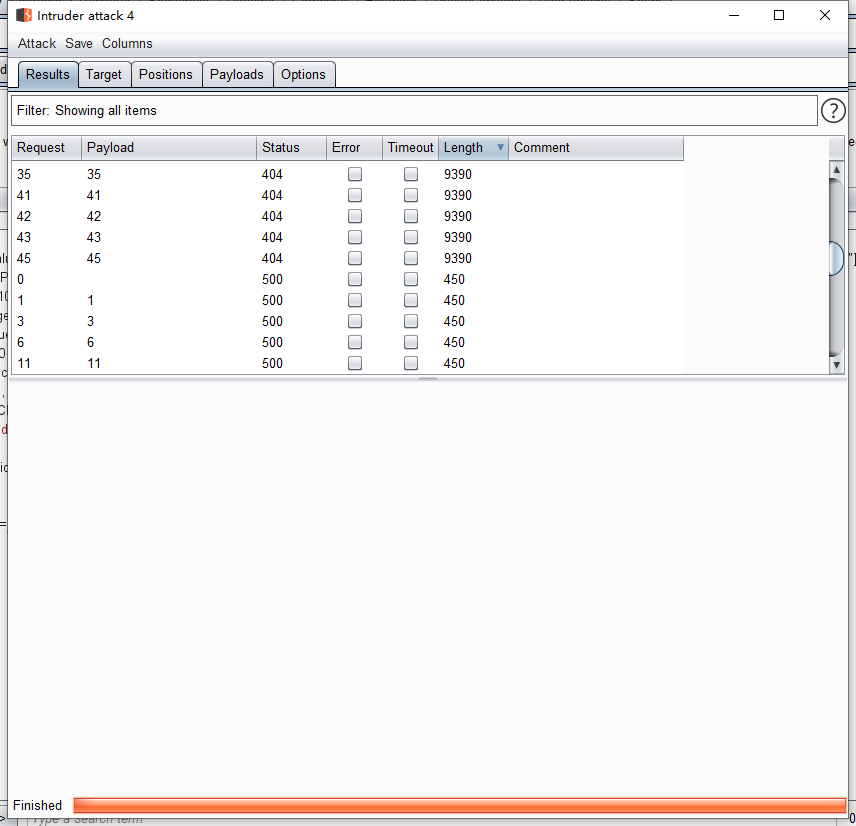 Intruder attack 4
Attack Save Columns
Results Target Positions Payloads Options
Filter: Showing all items
?
Request Payload Status Error Timeout Length Comment
35 35 404 9390
41 41 404 9390
42 42 404 9390
43 43 404 9390
45 45 404 9390
0 500 450
1 1 500 450
3 3 500 450
6 6 500 450
11 11 500 450
Finished
Type a search term